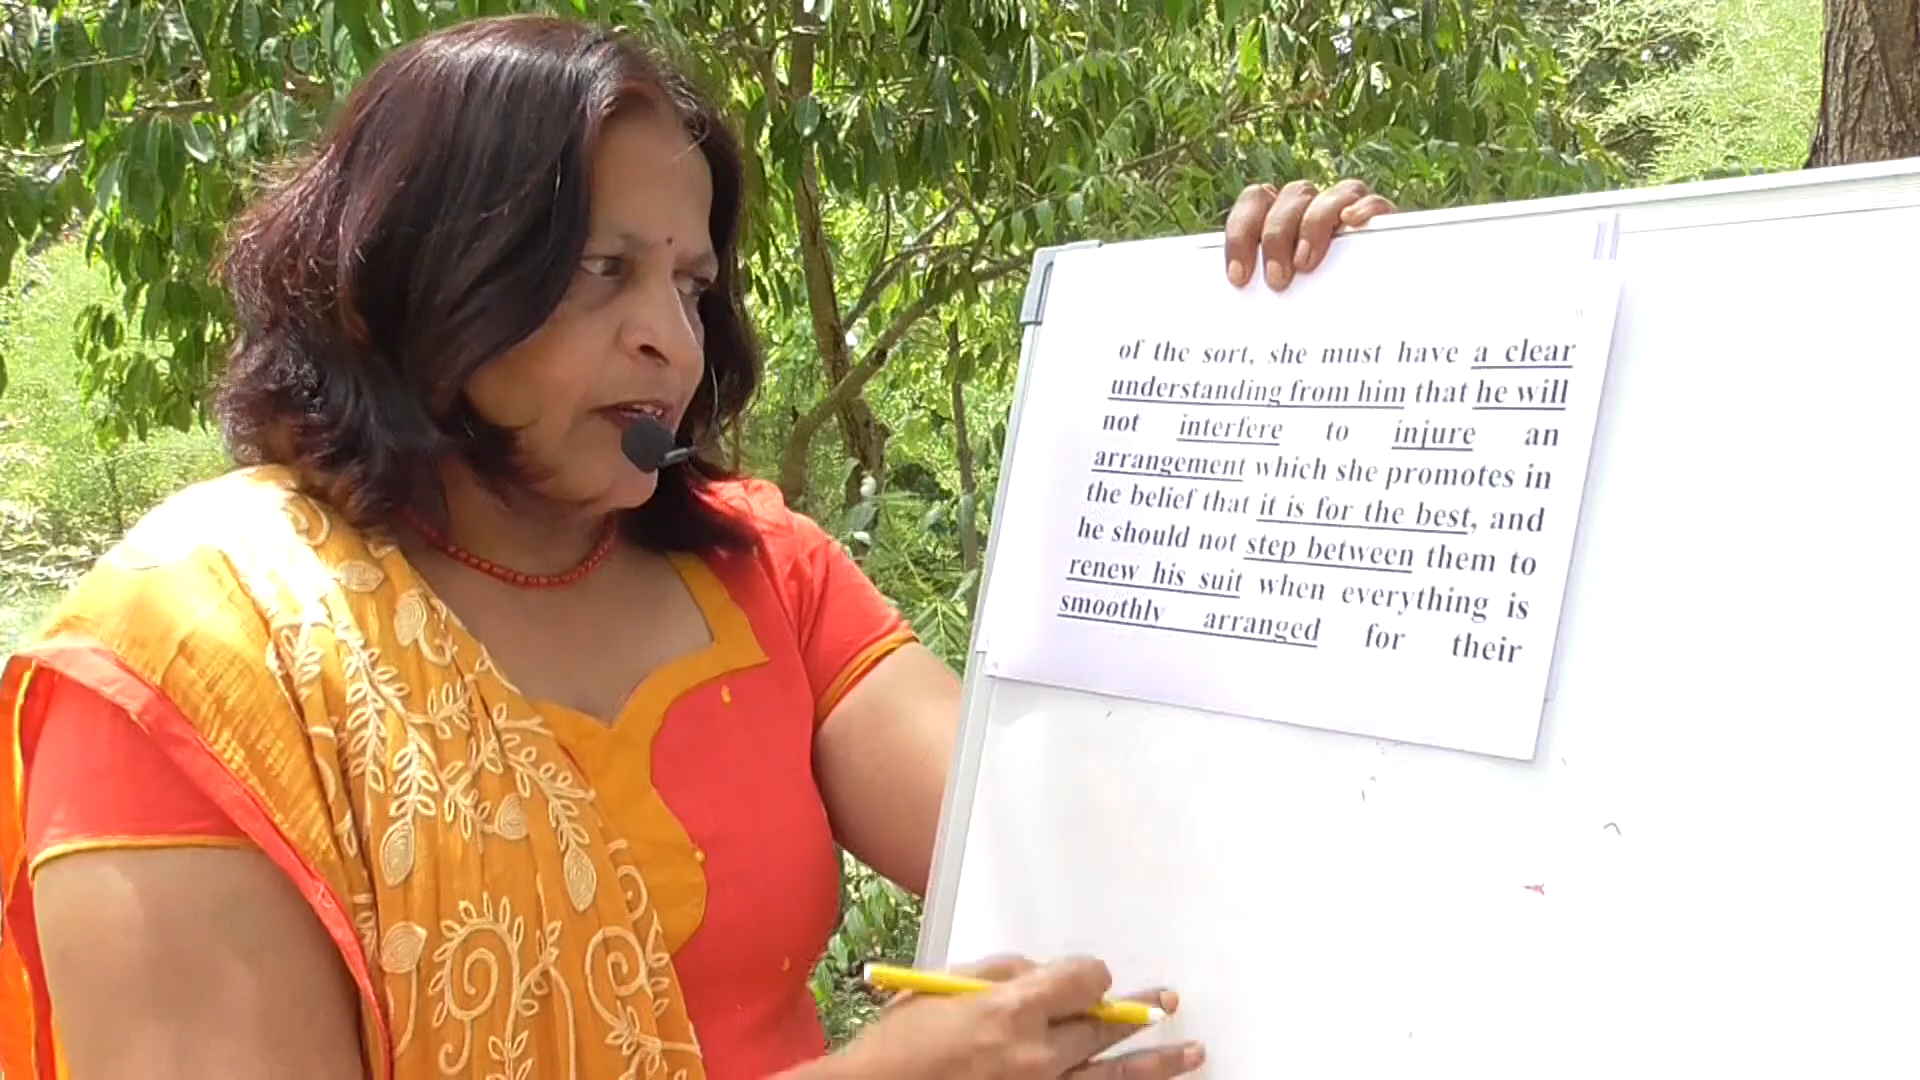 of the sort, she must have a clear
understanding from him that he will
not interfere to injure an
arrangement which she promotes in
the belief that it is for the best, and
he should not step between them to
renew his suit when everything is
smoothly arranged for their